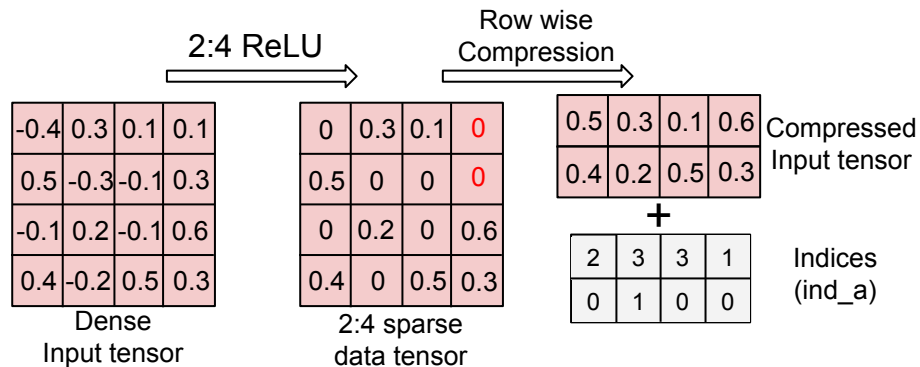 2:4 ReLU
Row wise
Compression
-0.4 0.3 0.1 0.1
0.5 -0.3 -0.1 0.3
-0.1 0.2 -0.1 0.6
0.4 -0.2 0.5 0.3
Dense
Input tensor
0 0.3 0.1 0
0.5 0 0 0
0 0.2 0 0.6
0.4 0 0.5 0.3
2:4 sparse
data tensor
0.5 0.3 0.1 0.6
0.4 0.2 0.5 0.3
Compressed
Input tensor
+
2 3 3 1
0 1 0 0
Indices
(ind_a)